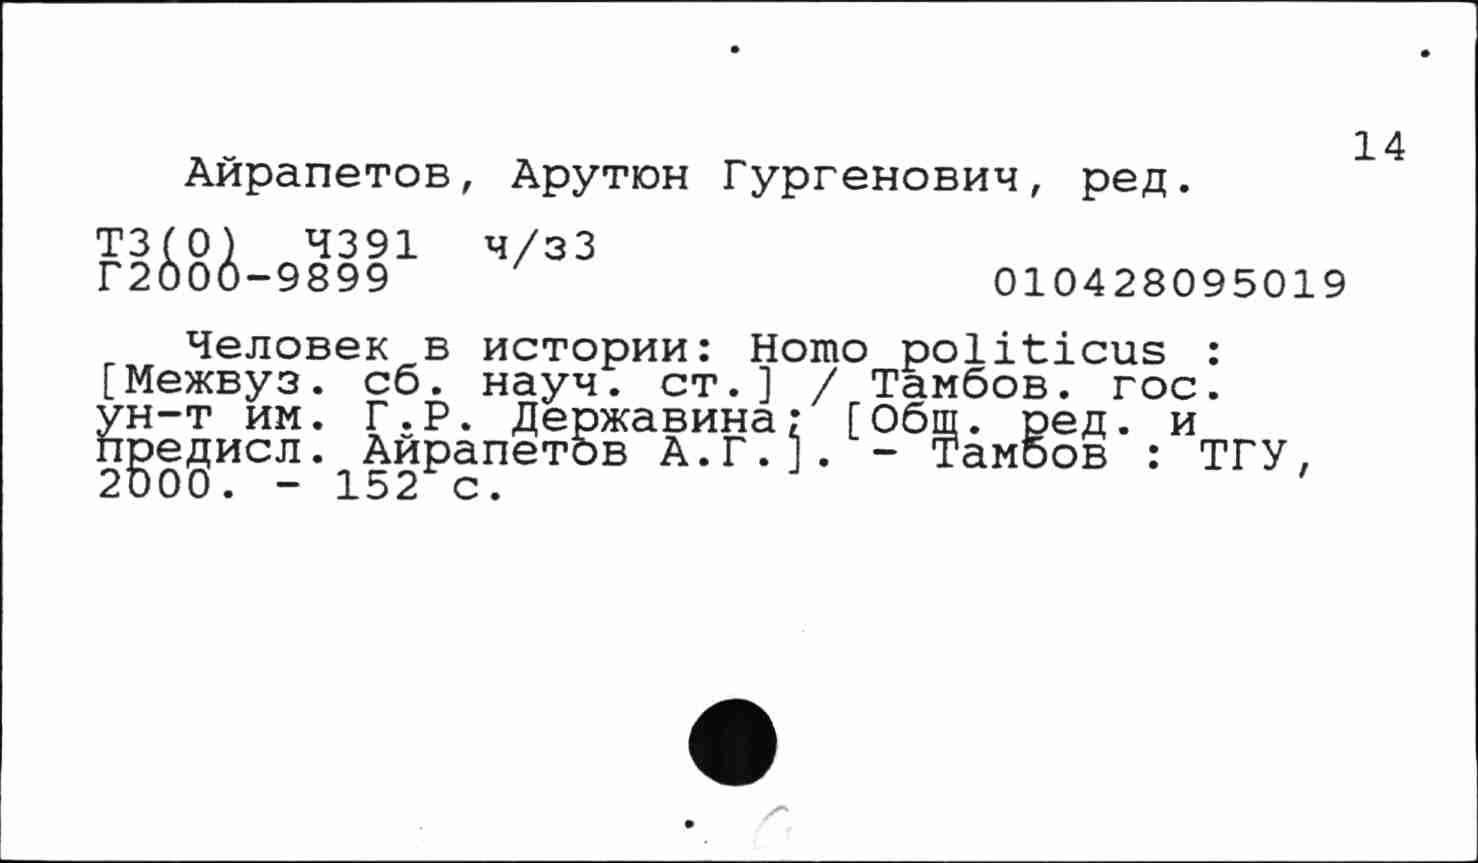 14
Айрапетов, Арутюн Гургенович, ред.
Т3(0) Ч391 ч/з3
Г2000-9899
010428095019
Человек в истории: Homo politicus :
[Межвуз. сб. науч. ст.] / Тамбов. гос.
ун-т им. Г.Р. Державина; [Общ. ред. и
предисл. Айрапетов А.Г.]. - Тамбов : ТГУ,
2000. - 152 с.